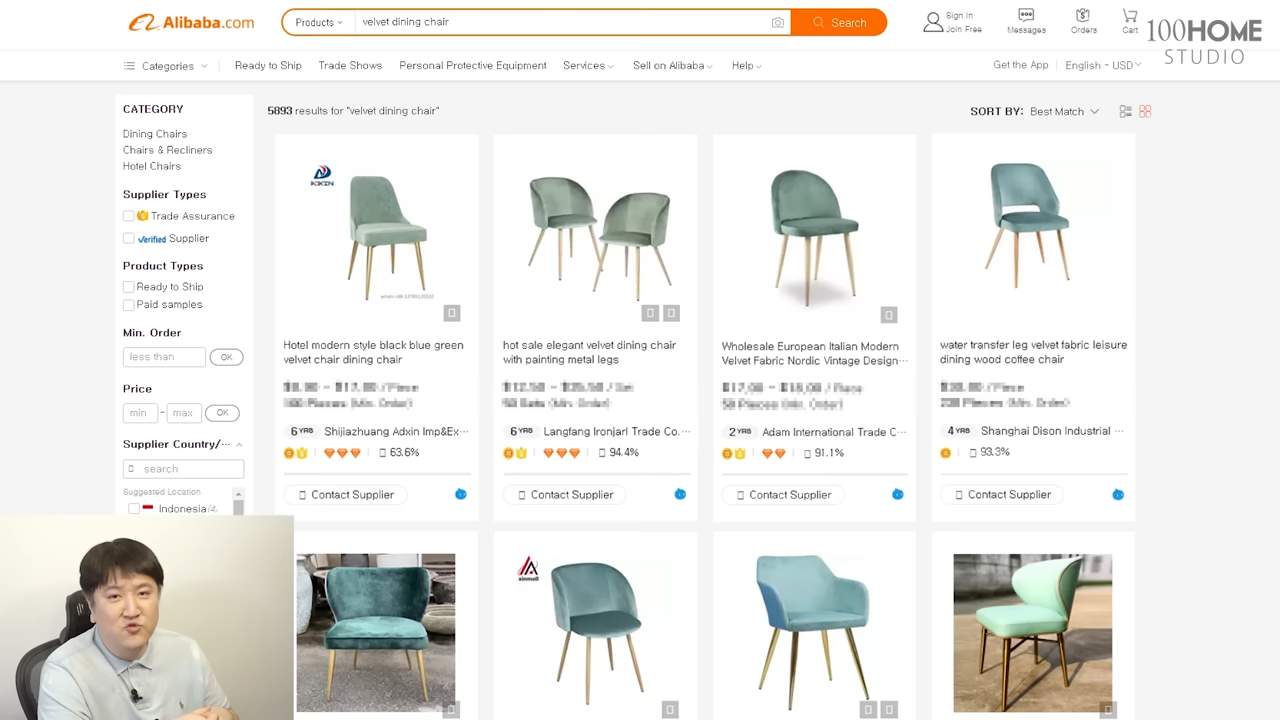 Alibaba.com
Products
velvet dining chair
Search
Sign In
Join Free
Messages
Orders
Cart
100HOME
STUDIO
Categories
Ready to Ship
Trade Shows
Personal Protective Equipment
Services
Sell on Alibaba
Help
Get the App
English - USD
CATEGORY
Dining Chairs
Chairs & Recliners
Hotel Chairs
Supplier Types
Trade Assurance
Verified Supplier
Product Types
Ready to Ship
Paid samples
Min. Order
less than
OK
Price
min - max OK
Supplier Country/···
search
Suggested Location
Indonesia
5893 results for "velvet dining chair"
SORT BY: Best Match
Hotel modern style black blue green
velvet chair dining chair
6 YRS Shijiazhuang Adxin Imp&Ex···
63.6%
Contact Supplier
hot sale elegant velvet dining chair
with painting metal legs
6 YRS Langfang Ironjarl Trade Co.···
94.4%
Contact Supplier
Wholesale European Italian Modern
Velvet Fabric Nordic Vintage Design···
2 YRS Adam International Trade C···
91.1%
Contact Supplier
water transfer leg velvet fabric leisure
dining wood coffee chair
4 YRS Shanghai Dison Industrial ···
93.3%
Contact Supplier
xinmall